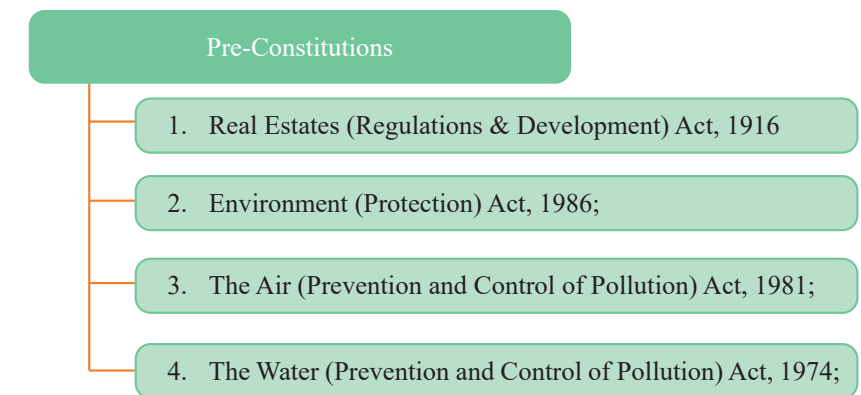 Pre-Constitutions
1. Real Estates (Regulations & Development) Act, 1916
2. Environment (Protection) Act, 1986;
3. The Air (Prevention and Control of Pollution) Act, 1981;
4. The Water (Prevention and Control of Pollution) Act, 1974;